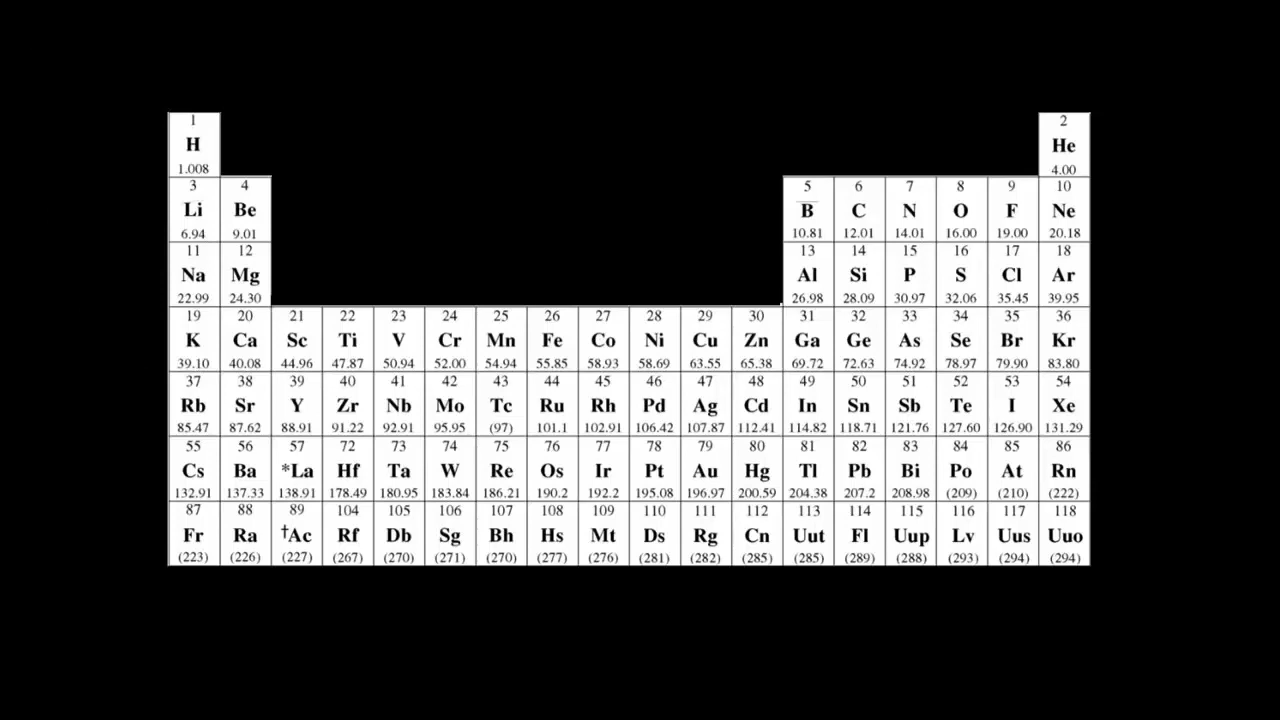 1 2
H He
1.008 4.00
3 4 5 6 7 8 9 10
Li Be B C N O F Ne
6.94 9.01 10.81 12.01 14.01 16.00 19.00 20.18
11 12 13 14 15 16 17 18
Na Mg Al Si P S Cl Ar
22.99 24.30 26.98 28.09 30.97 32.06 35.45 39.95
19 20 21 22 23 24 25 26 27 28 29 30 31 32 33 34 35 36
K Ca Sc Ti V Cr Mn Fe Co Ni Cu Zn Ga Ge As Se Br Kr
39.10 40.08 44.96 47.87 50.94 52.00 54.94 55.85 58.93 58.69 63.55 65.38 69.72 72.63 74.92 78.97 79.90 83.80
37 38 39 40 41 42 43 44 45 46 47 48 49 50 51 52 53 54
Rb Sr Y Zr Nb Mo Tc Ru Rh Pd Ag Cd In Sn Sb Te I Xe
85.47 87.62 88.91 91.22 92.91 95.95 (97) 101.1 102.91 106.42 107.87 112.41 114.82 118.71 121.76 127.60 126.90 131.29
55 56 57 72 73 74 75 76 77 78 79 80 81 82 83 84 85 86
Cs Ba *La Hf Ta W Re Os Ir Pt Au Hg Tl Pb Bi Po At Rn
132.91 137.33 138.91 178.49 180.95 183.84 186.21 190.2 192.2 195.08 196.97 200.59 204.38 207.2 208.98 (209) (210) (222)
87 88 89 104 105 106 107 108 109 110 111 112 113 114 115 116 117 118
Fr Ra †Ac Rf Db Sg Bh Hs Mt Ds Rg Cn Uut Fl Uup Lv Uus Uuo
(223) (226) (227) (267) (270) (271) (270) (277) (276) (281) (282) (285) (285) (289) (288) (293) (294) (294)